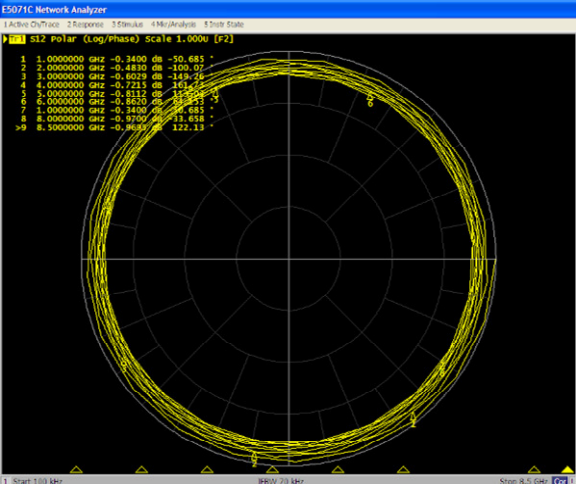 E5071C Network Analyzer
1 Active Ch/Trace 2 Response 3 Stimulus 4 Mkr/Analysis 5 Instr State
Tr1 S12 Polar (Log/Phase) Scale 1.000U [F2]
1 1.0000000 GHz -0.3400 dB -50.685 °
2 2.0000000 GHz -0.4830 dB -100.07 °
3 3.0000000 GHz -0.6029 dB -149.26 °
4 4.0000000 GHz -0.7215 dB
5 5.0000000 GHz -0.8112 dB
6 6.0000000 GHz -0.8620 dB
7 1.0000000 GHz -0.3400 dB
8 8.0000000 GHz -0.9700 dB -33.658 °
>9 8.5000000 GHz dB 122.13 °
1 Start 100 kHz IFBW 70 kHz Stop 8.5 GHz Cor